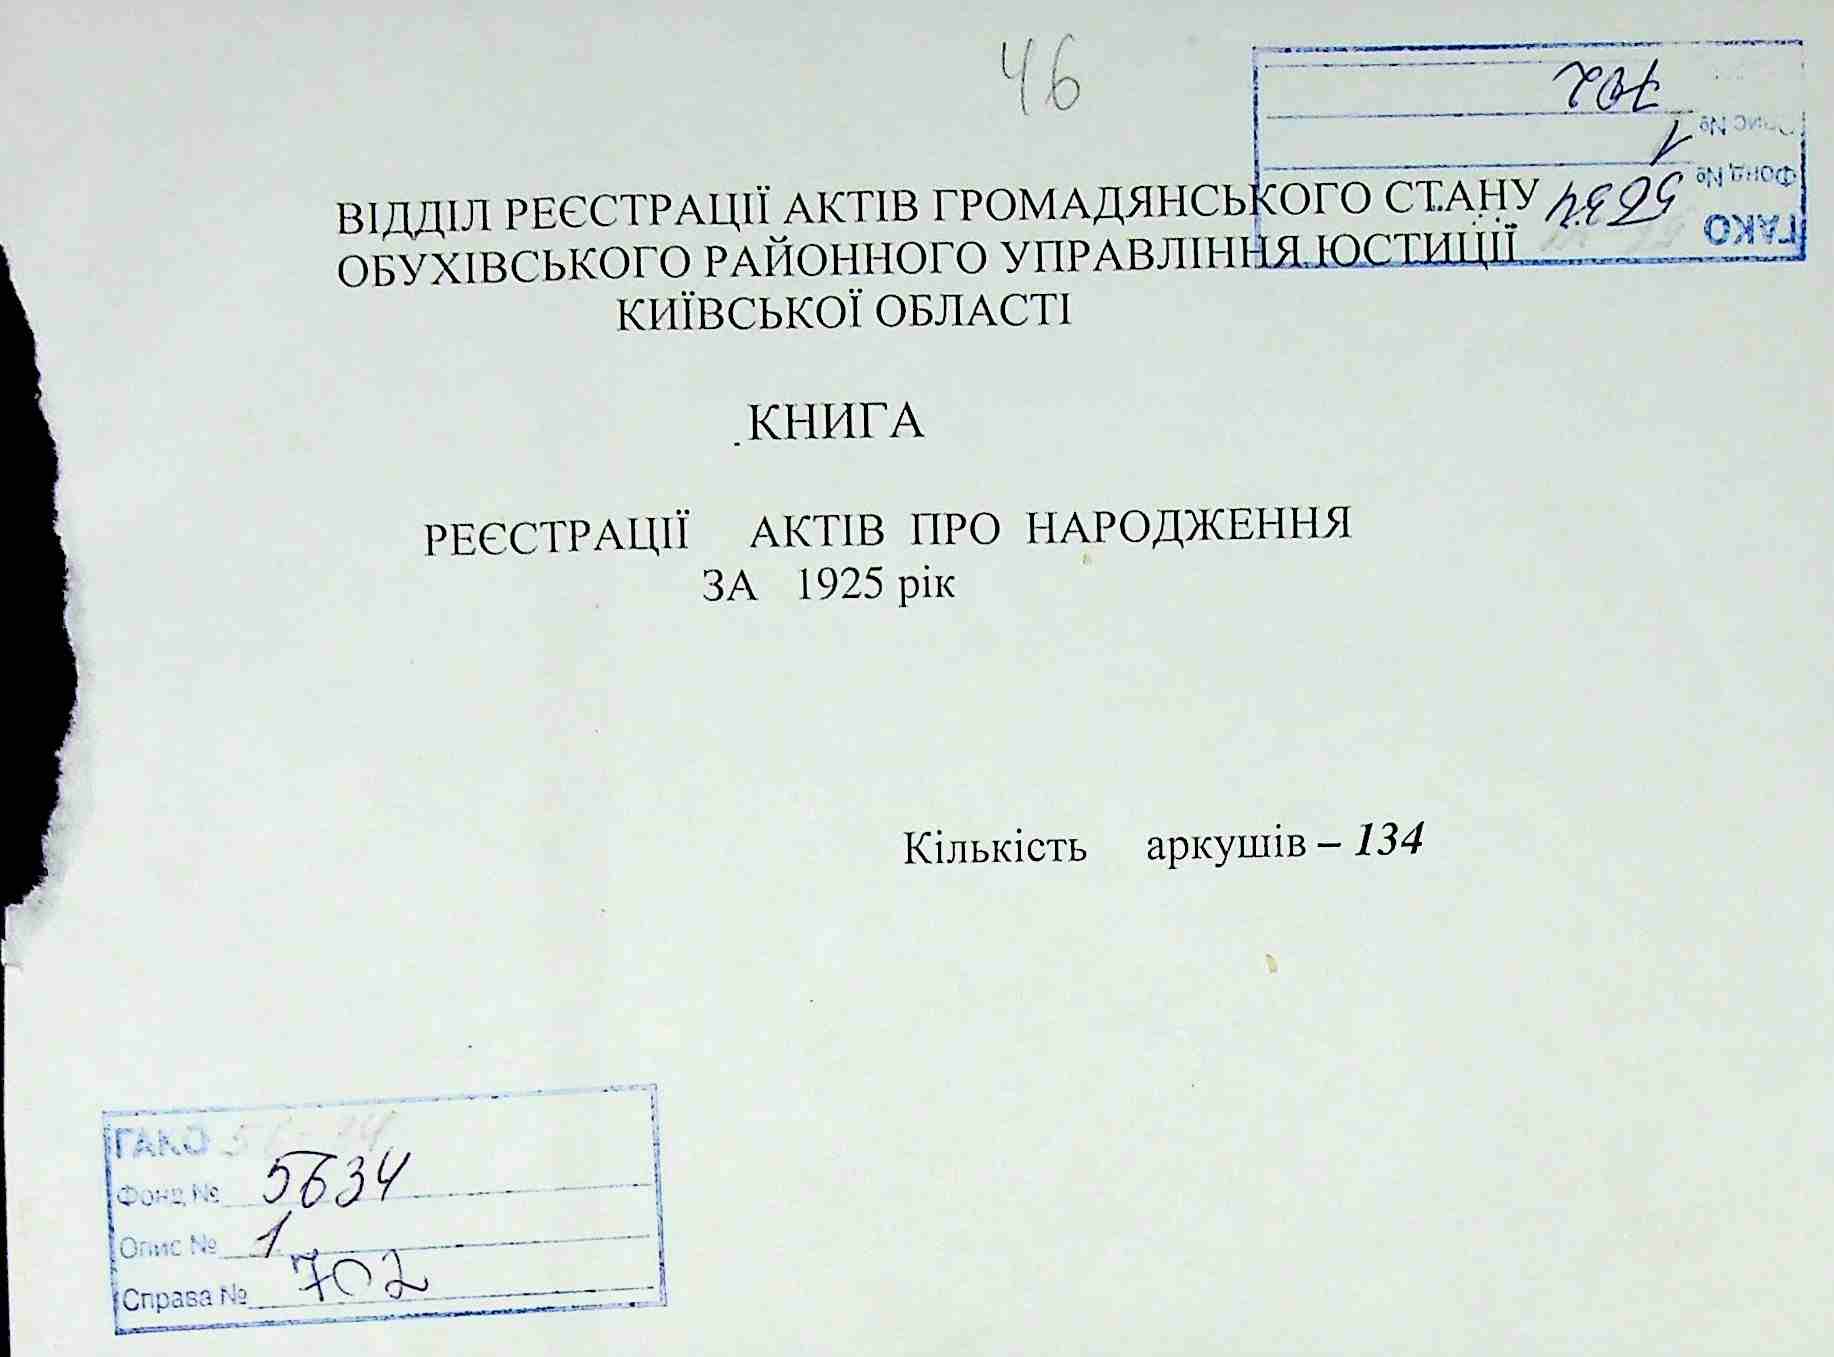 46
702
Опис № 1
Фонд № 5634
ГАКО
ВІДДІЛ РЕЄСТРАЦІЇ АКТІВ ГРОМАДЯНСЬКОГО СТАНУ
ОБУХІВСЬКОГО РАЙОННОГО УПРАВЛІННЯ ЮСТИЦІЇ
КИЇВСЬКОЇ ОБЛАСТІ
КНИГА
РЕЄСТРАЦІЇ АКТІВ ПРО НАРОДЖЕННЯ
ЗА 1925 рік
Кількість аркушів – 134
ГАКО
Фонд № 5634
Опис № 1
Справа № 702